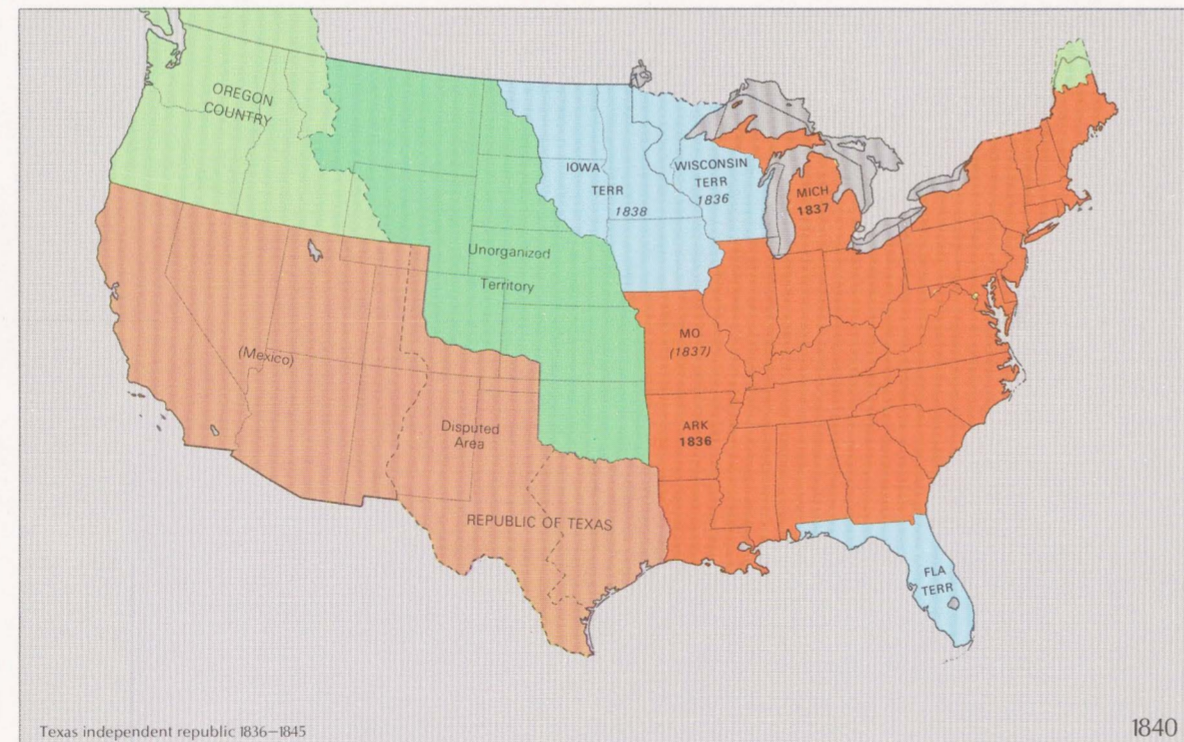 OREGON
COUNTRY
IOWA
TERR
1838
WISCONSIN
TERR
1836
MICH
1837
Unorganized
Territory
MO
(1837)
(Mexico)
ARK
1836
Disputed
Area
REPUBLIC OF TEXAS
FLA
TERR
Texas independent republic 1836–1845
1840